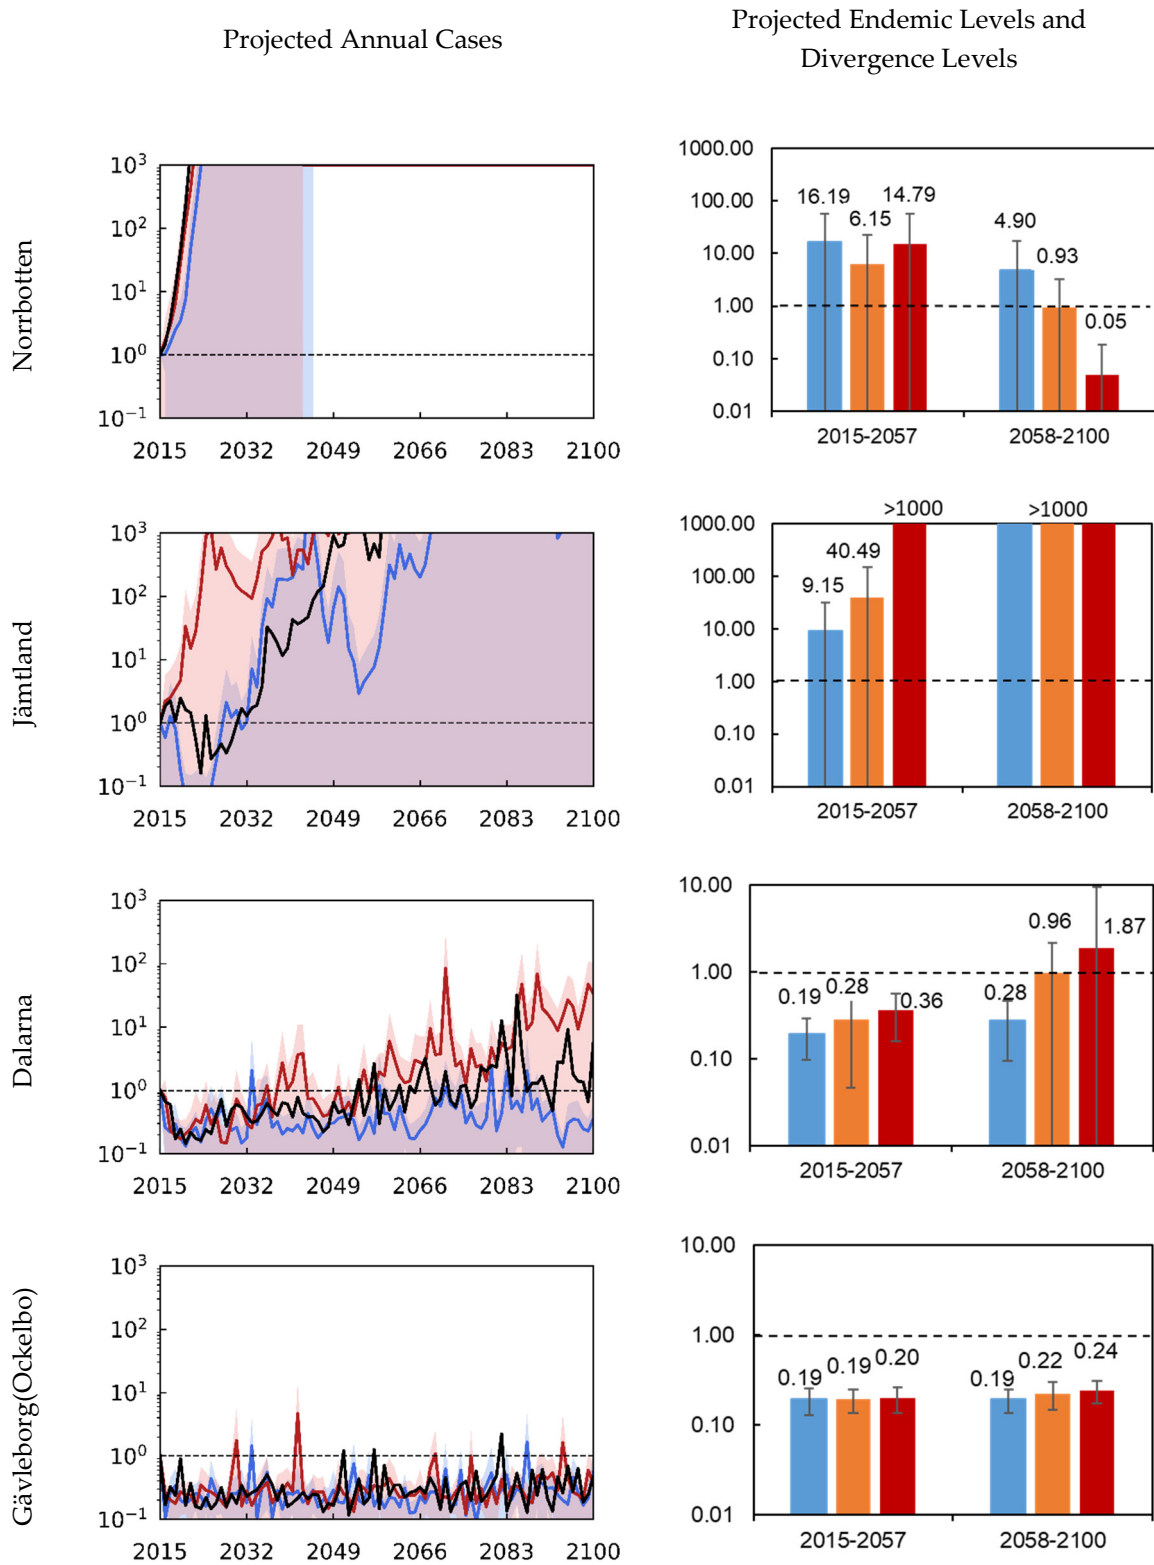 Projected Annual Cases
Projected Endemic Levels and
Divergence Levels
Norrbotten
10³
10²
10¹
10⁰
10⁻¹
2015 2032 2049 2066 2083 2100
1000.00
100.00
10.00
1.00
0.10
0.01
16.19 6.15 14.79 4.90 0.93 0.05
2015-2057 2058-2100
Jämtland
10³
10²
10¹
10⁰
10⁻¹
2015 2032 2049 2066 2083 2100
1000.00
100.00
10.00
1.00
0.10
0.01
9.15 40.49 >1000 >1000
2015-2057 2058-2100
Dalarna
10³
10²
10¹
10⁰
10⁻¹
2015 2032 2049 2066 2083 2100
10.00
1.00
0.10
0.01
0.19 0.28 0.36 0.28 0.96 1.87
2015-2057 2058-2100
Gävleborg(Ockelbo)
10³
10²
10¹
10⁰
10⁻¹
2015 2032 2049 2066 2083 2100
10.00
1.00
0.10
0.01
0.19 0.19 0.20 0.19 0.22 0.24
2015-2057 2058-2100